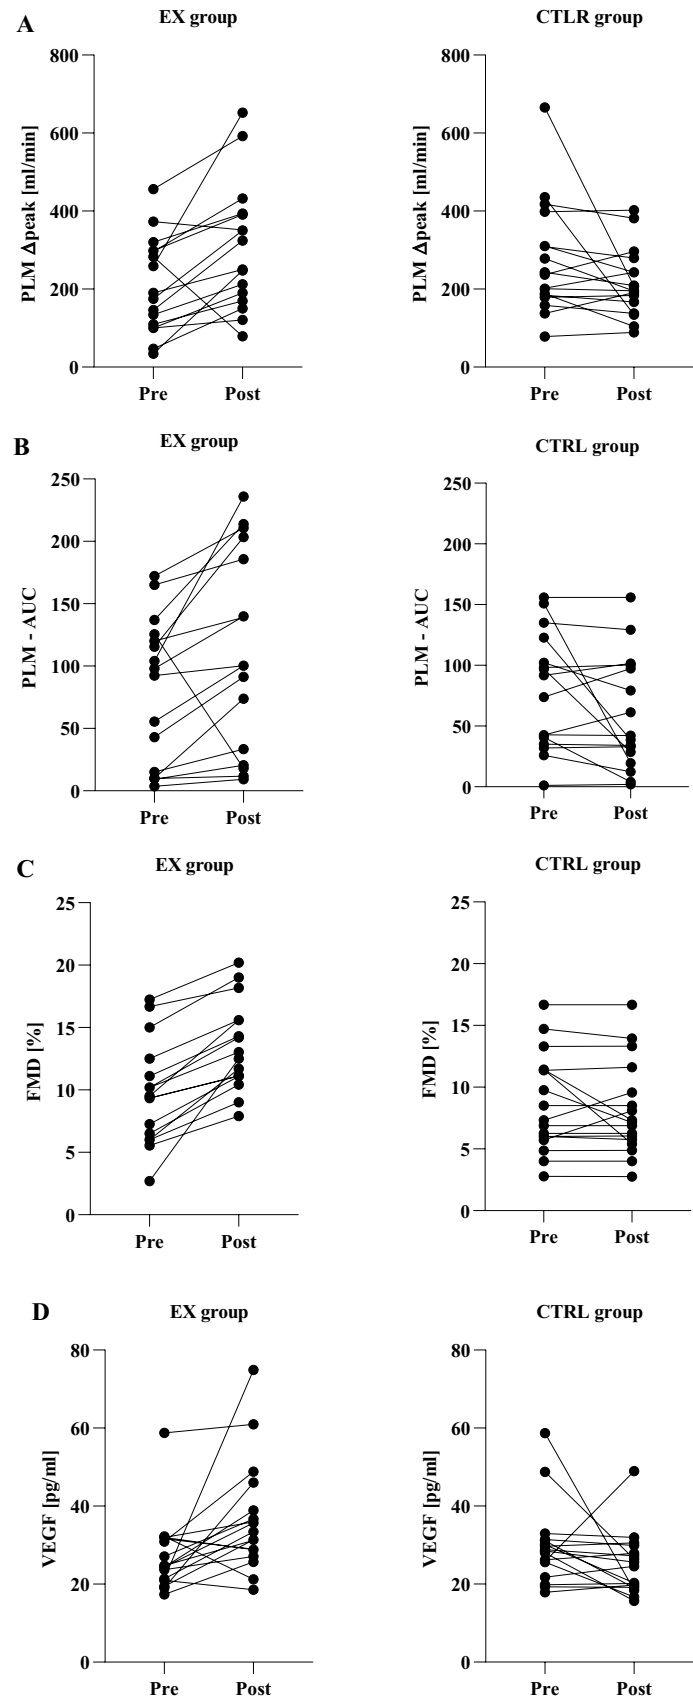 A
EX group
CTLR group
PLM Δpeak [ml/min]
800
600
400
200
0
Pre
Post
PLM Δpeak [ml/min]
800
600
400
200
0
Pre
Post
B
EX group
CTRL group
PLM - AUC
250
200
150
100
50
0
Pre
Post
PLM - AUC
250
200
150
100
50
0
Pre
Post
C
EX group
CTRL group
FMD [%]
25
20
15
10
5
0
Pre
Post
FMD [%]
25
20
15
10
5
0
Pre
Post
D
EX group
CTRL group
VEGF [pg/ml]
80
60
40
20
0
Pre
Post
VEGF [pg/ml]
80
60
40
20
0
Pre
Post